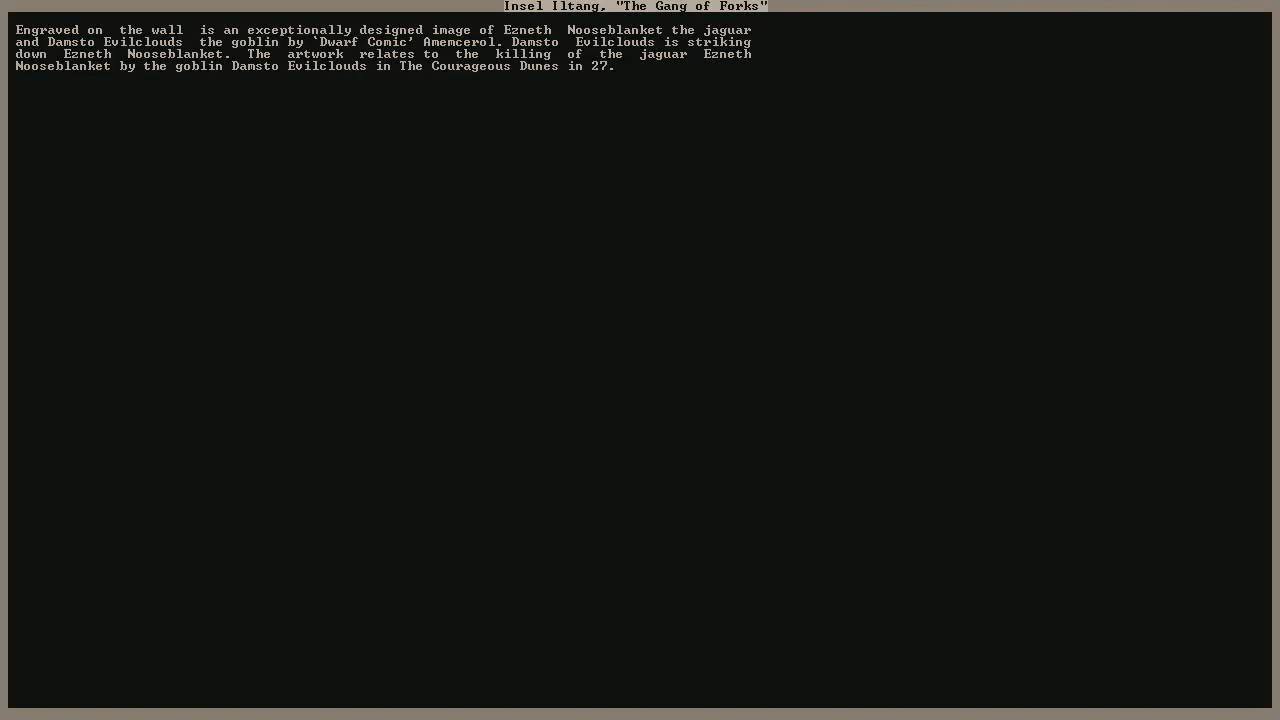 Insel Iltang, "The Gang of Forks"
Engraved on the wall is an exceptionally designed image of Ezneth Nooseblanket the jaguar
and Damsto Evilclouds the goblin by `Dwarf Comic' Amemcerol. Damsto Evilclouds is striking
down Ezneth Nooseblanket. The artwork relates to the killing of the jaguar Ezneth
Nooseblanket by the goblin Damsto Evilclouds in The Courageous Dunes in 27.